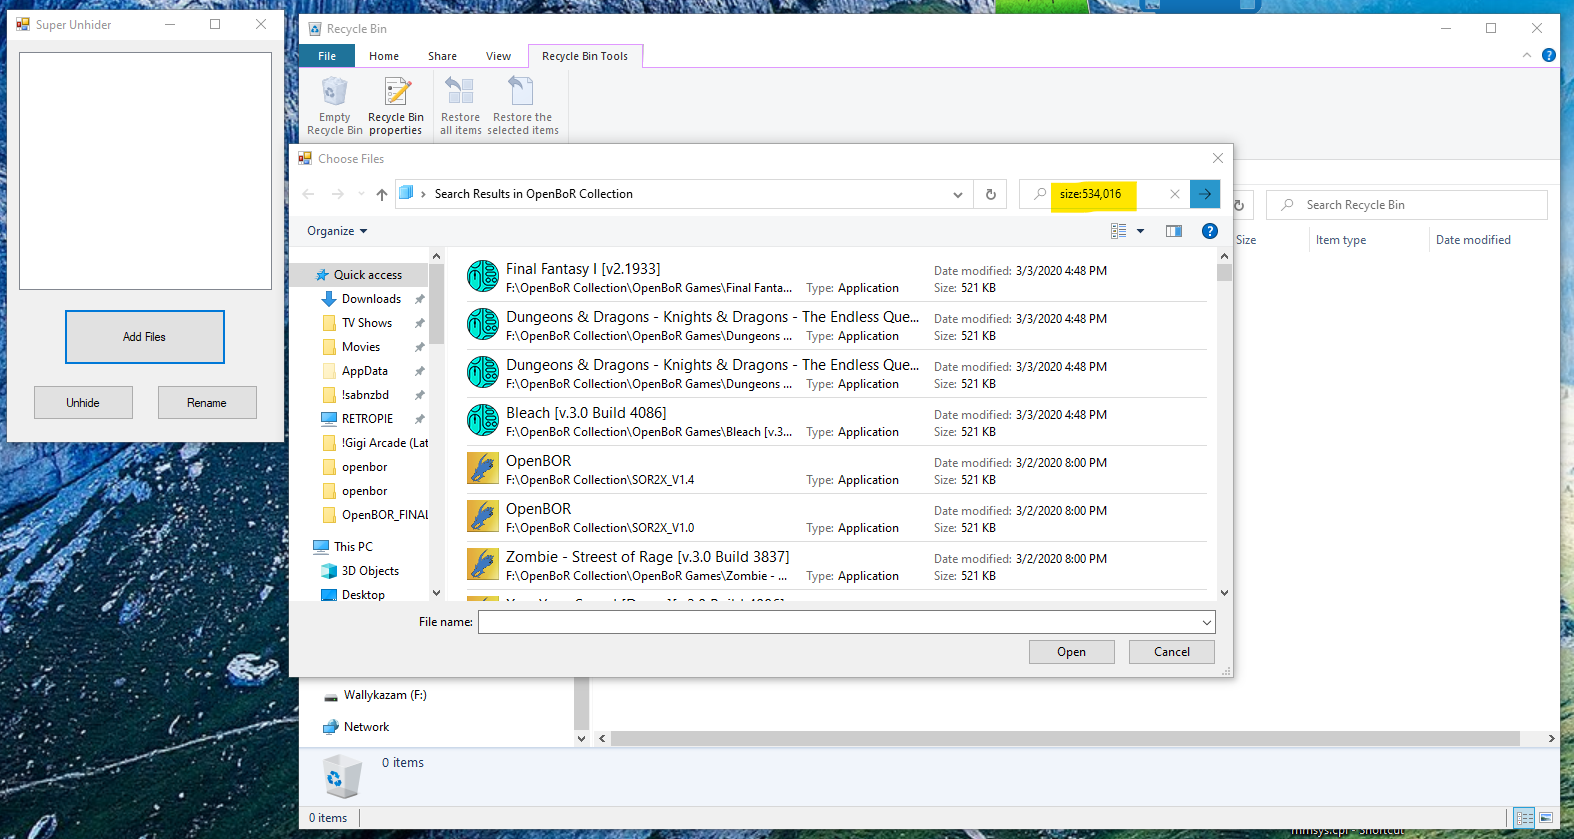 Super Unhider
Add Files
Unhide
Rename
Recycle Bin
File
Home
Share
View
Recycle Bin Tools
Empty
Recycle Bin
Recycle Bin
properties
Restore
all items
Restore the
selected items
Choose Files
Search Results in OpenBoR Collection
size:534,016
Search Recycle Bin
Organize
Size
Item type
Date modified
Quick access
Downloads
TV Shows
Movies
AppData
!sabnzbd
RETROPIE
!Gigi Arcade (Lat
openbor
openbor
OpenBOR_FINAL
This PC
3D Objects
Desktop
Final Fantasy I [v2.1933]
Date modified: 3/3/2020 4:48 PM
F:\OpenBoR Collection\OpenBoR Games\Final Fanta...
Type: Application
Size: 521 KB
Dungeons & Dragons - Knights & Dragons - The Endless Que...
Date modified: 3/3/2020 4:48 PM
F:\OpenBoR Collection\OpenBoR Games\Dungeons ...
Type: Application
Size: 521 KB
Dungeons & Dragons - Knights & Dragons - The Endless Que...
Date modified: 3/3/2020 4:48 PM
F:\OpenBoR Collection\OpenBoR Games\Dungeons ...
Type: Application
Size: 521 KB
Bleach [v.3.0 Build 4086]
Date modified: 3/3/2020 4:48 PM
F:\OpenBoR Collection\OpenBoR Games\Bleach [v.3...
Type: Application
Size: 521 KB
OpenBOR
Date modified: 3/2/2020 8:00 PM
F:\OpenBoR Collection\SOR2X_V1.4
Type: Application
Size: 521 KB
OpenBOR
Date modified: 3/2/2020 8:00 PM
F:\OpenBoR Collection\SOR2X_V1.0
Type: Application
Size: 521 KB
Zombie - Streest of Rage [v.3.0 Build 3837]
Date modified: 3/2/2020 8:00 PM
F:\OpenBoR Collection\OpenBoR Games\Zombie - ...
Type: Application
Size: 521 KB
File name:
Open
Cancel
Wallykazam (F:)
Network
0 items
0 items
mmsys.cpl - Shortcut